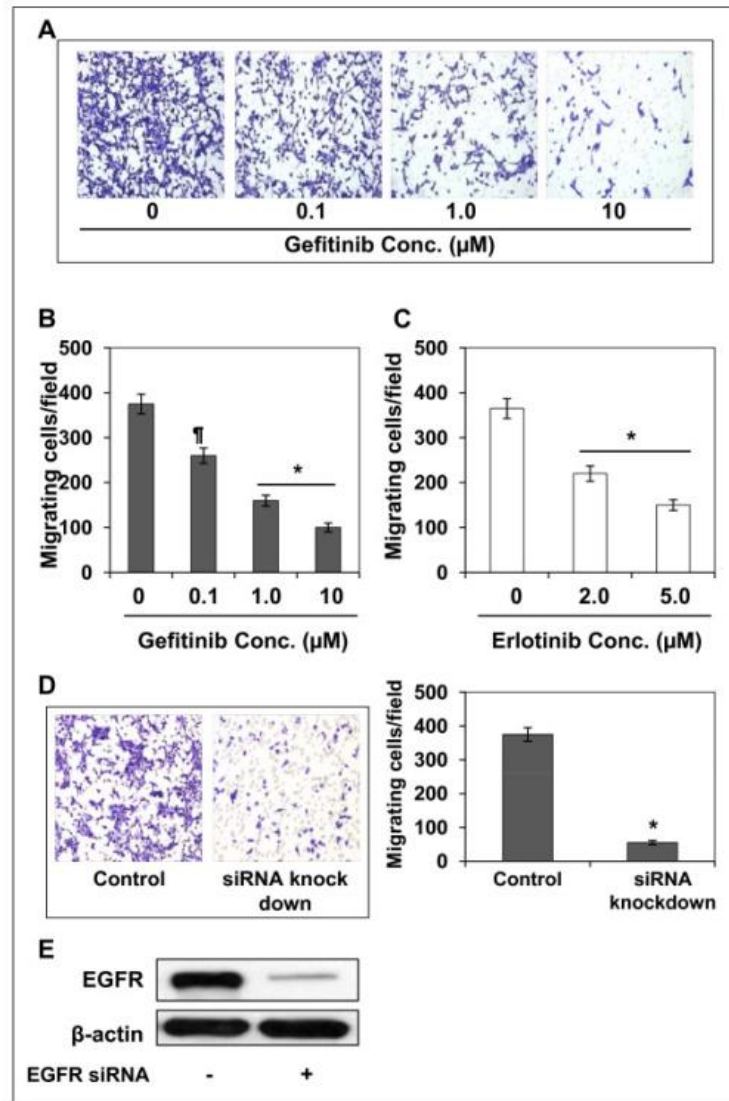 A
0 0.1 1.0 10
Gefitinib Conc. (µM)
B
Migrating cells/field
500
400
300
200
100
0
¶
*
0 0.1 1.0 10
Gefitinib Conc. (µM)
C
Migrating cells/field
500
400
300
200
100
0
*
0 2.0 5.0
Erlotinib Conc. (µM)
D
Control
siRNA knock
down
Migrating cells/field
500
400
300
200
100
0
*
Control
siRNA
knockdown
E
EGFR
β-actin
EGFR siRNA - +